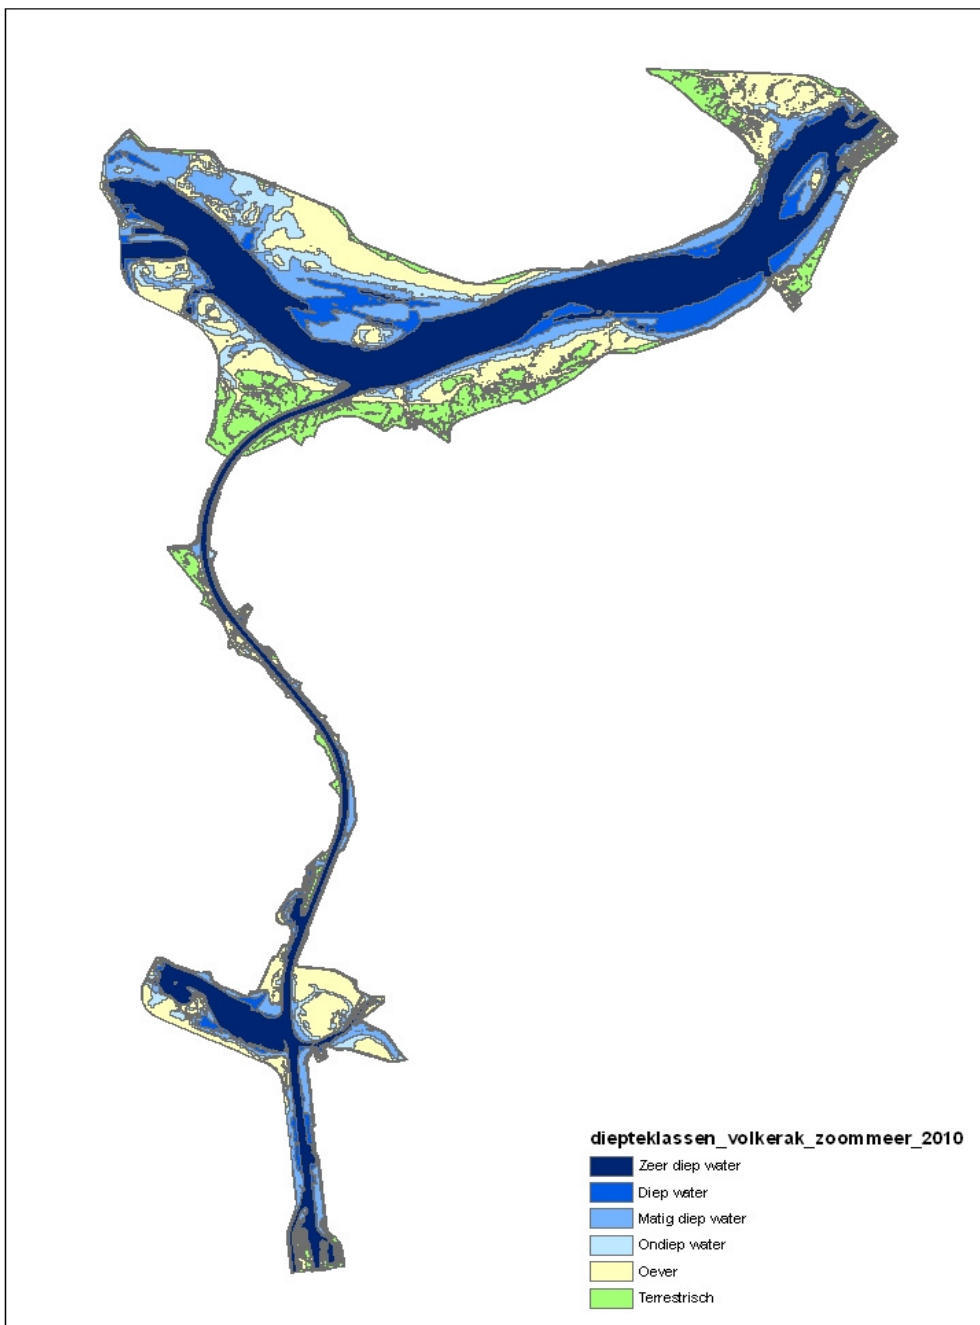 diepteklassen_volkerak_zoommeer_2010
Zeer diep water
Diep water
Matig diep water
Ondiep water
Oever
Terrestrisch